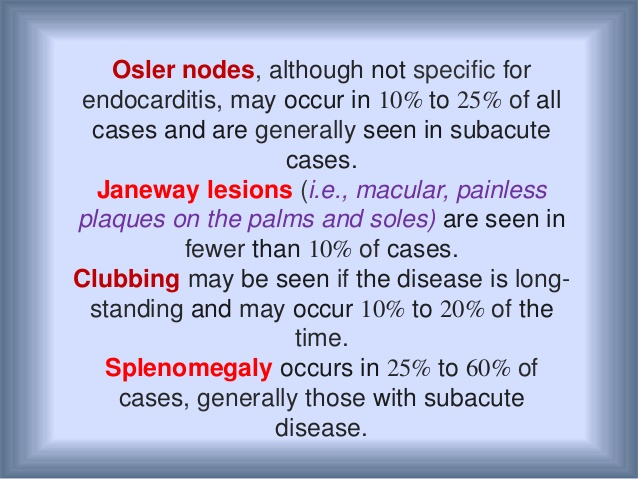 Osler nodes, although not specific for
endocarditis, may occur in 10% to 25% of all
cases and are generally seen in subacute
cases.
Janeway lesions (i.e., macular, painless
plaques on the palms and soles) are seen in
fewer than 10% of cases.
Clubbing may be seen if the disease is long-
standing and may occur 10% to 20% of the
time.
Splenomegaly occurs in 25% to 60% of
cases, generally those with subacute
disease.